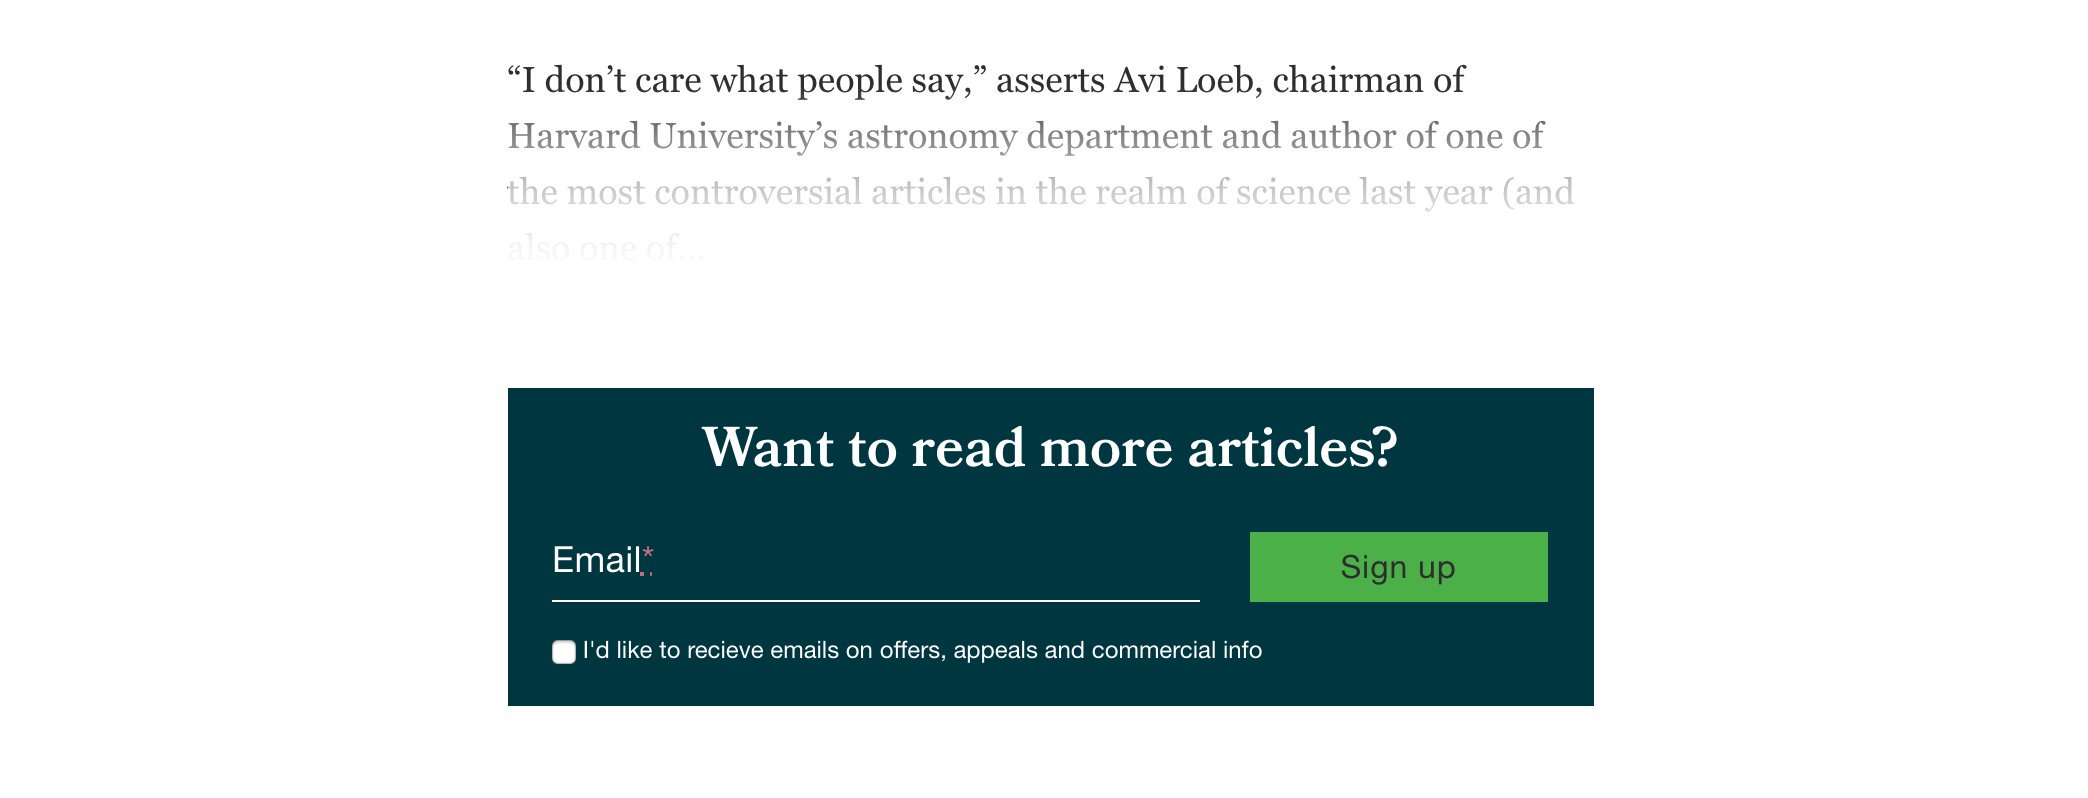 “I don’t care what people say,” asserts Avi Loeb, chairman of
Harvard University’s astronomy department and author of one of
the most controversial articles in the realm of science last year (and
also one of...
Want to read more articles?
Email*
Sign up
I'd like to recieve emails on offers, appeals and commercial info